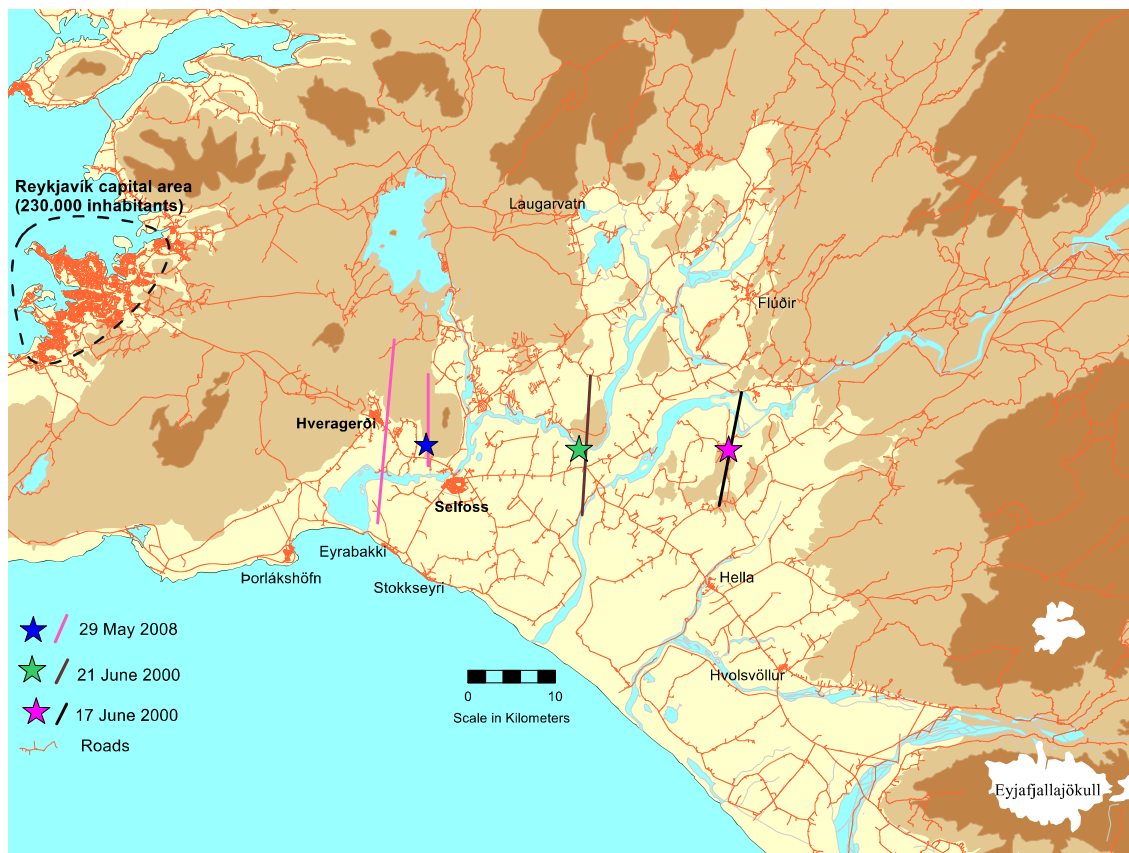 Reykjavík capital area
(230.000 inhabitants)
Laugarvatn
Flúðir
Hveragerði
Selfoss
Eyrabakki
Þorlákshöfn
Stokkseyri
Hella
Hvolsvöllur
29 May 2008
21 June 2000
17 June 2000
Roads
0 10
Scale in Kilometers
Eyjafjallajökull